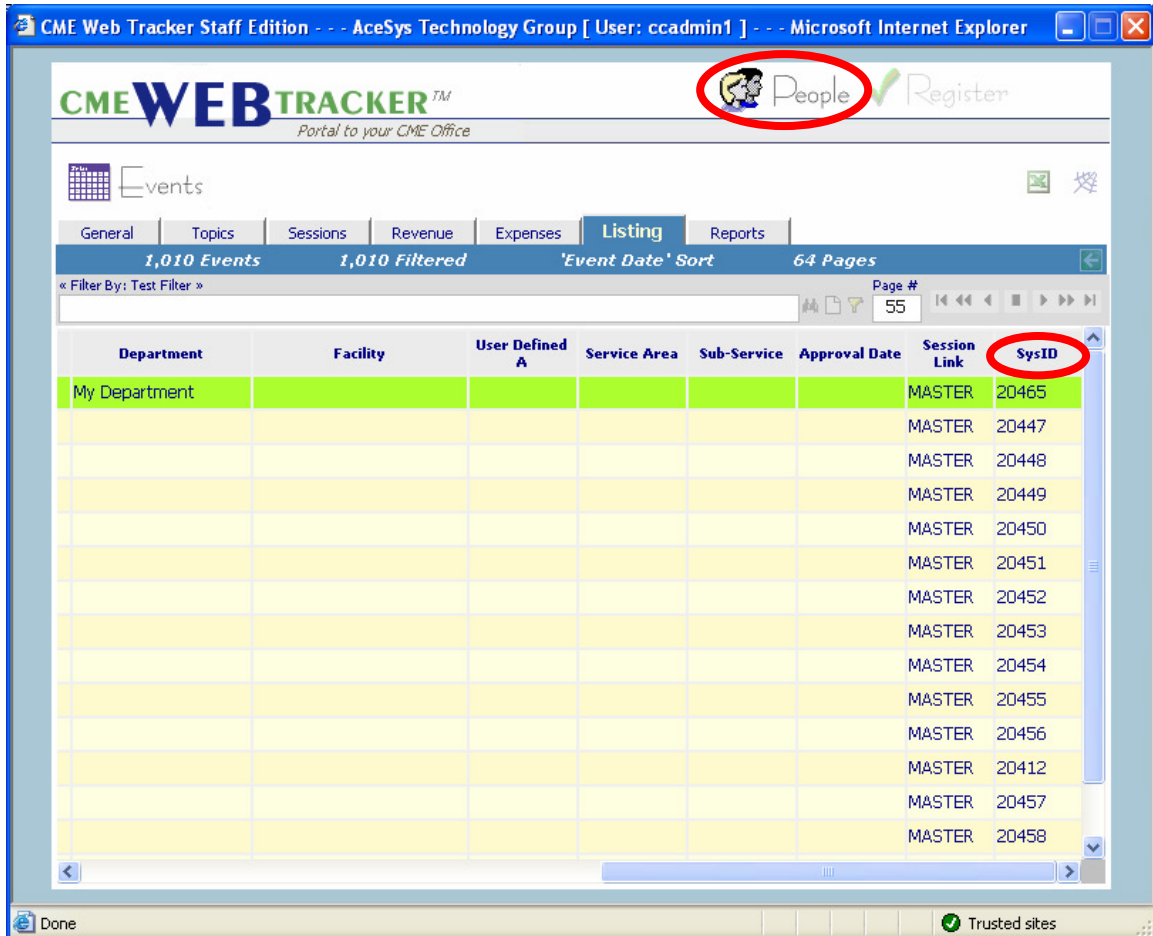 CME Web Tracker Staff Edition - - - AceSys Technology Group [ User: ccadmin1 ] - - - Microsoft Internet Explorer
People Register
CME WEB TRACKER TM
Portal to your CME Office
Events
General Topics Sessions Revenue Expenses Listing Reports
1,010 Events 1,010 Filtered 'Event Date' Sort 64 Pages
« Filter By: Test Filter » Page #
55
Department Facility User Defined A Service Area Sub-Service Approval Date Session Link SysID
My Department MASTER 20465
MASTER 20447
MASTER 20448
MASTER 20449
MASTER 20450
MASTER 20451
MASTER 20452
MASTER 20453
MASTER 20454
MASTER 20455
MASTER 20456
MASTER 20412
MASTER 20457
MASTER 20458
Done Trusted sites